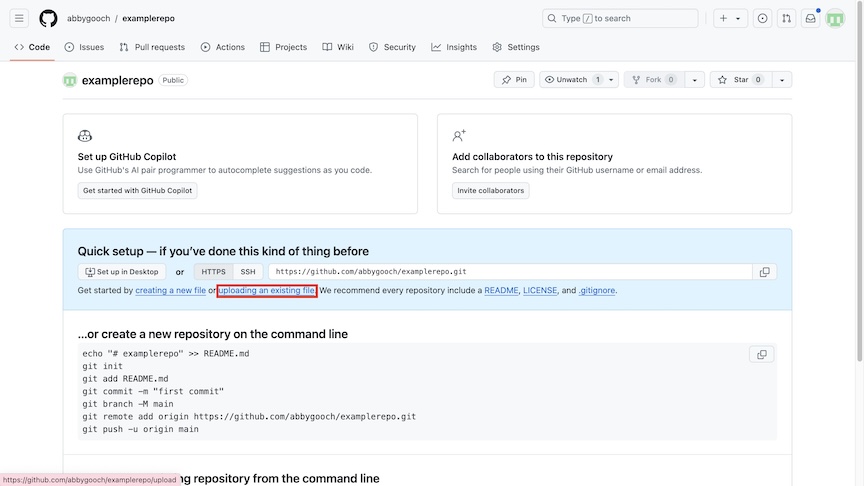 abbygooch / examplerepo
Type / to search
Code Issues Pull requests Actions Projects Wiki Security Insights Settings
examplerepo Public
Pin Unwatch 1 Fork 0 Star 0
Set up GitHub Copilot
Use GitHub's AI pair programmer to autocomplete suggestions as you code.
Get started with GitHub Copilot
Add collaborators to this repository
Search for people using their GitHub username or email address.
Invite collaborators
Quick setup — if you've done this kind of thing before
Set up in Desktop or HTTPS SSH https://github.com/abbygooch/examplerepo.git
Get started by creating a new file or uploading an existing file. We recommend every repository include a README, LICENSE, and .gitignore.
...or create a new repository on the command line
echo "# examplerepo" >> README.md
git init
git add README.md
git commit -m "first commit"
git branch -M main
git remote add origin https://github.com/abbygooch/examplerepo.git
git push -u origin main
ng repository from the command line
https://github.com/abbygooch/examplerepo/upload